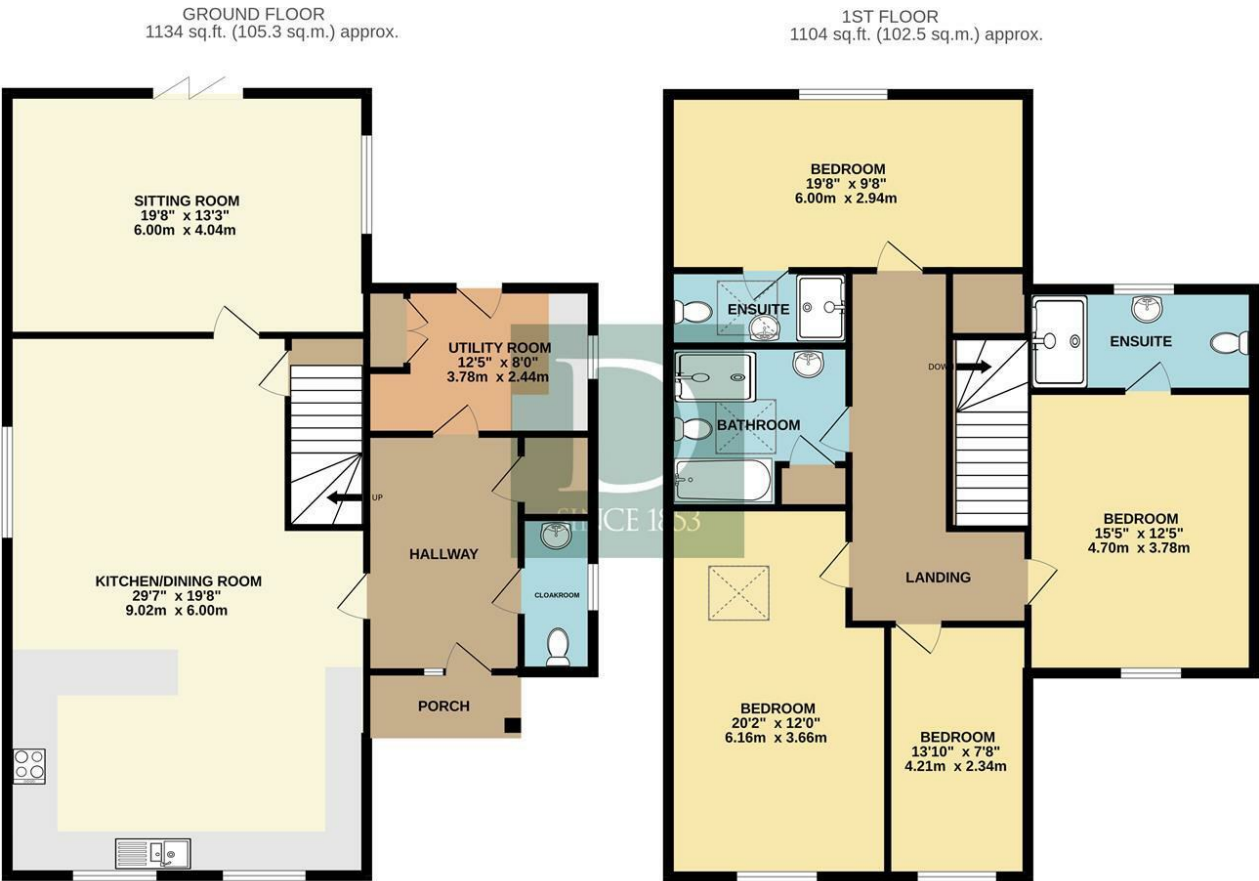 GROUND FLOOR
1134 sq.ft. (105.3 sq.m.) approx.
SITTING ROOM
19'8" x 13'3"
6.00m x 4.04m
UTILITY ROOM
12'5" x 8'0"
3.78m x 2.44m
UP
HALLWAY
CLOAKROOM
KITCHEN/DINING ROOM
29'7" x 19'8"
9.02m x 6.00m
PORCH
D
SINCE 1853
1ST FLOOR
1104 sq.ft. (102.5 sq.m.) approx.
BEDROOM
19'8" x 9'8"
6.00m x 2.94m
ENSUITE
ENSUITE
DOWN
BATHROOM
BEDROOM
15'5" x 12'5"
4.70m x 3.78m
LANDING
BEDROOM
20'2" x 12'0"
6.16m x 3.66m
BEDROOM
13'10" x 7'8"
4.21m x 2.34m